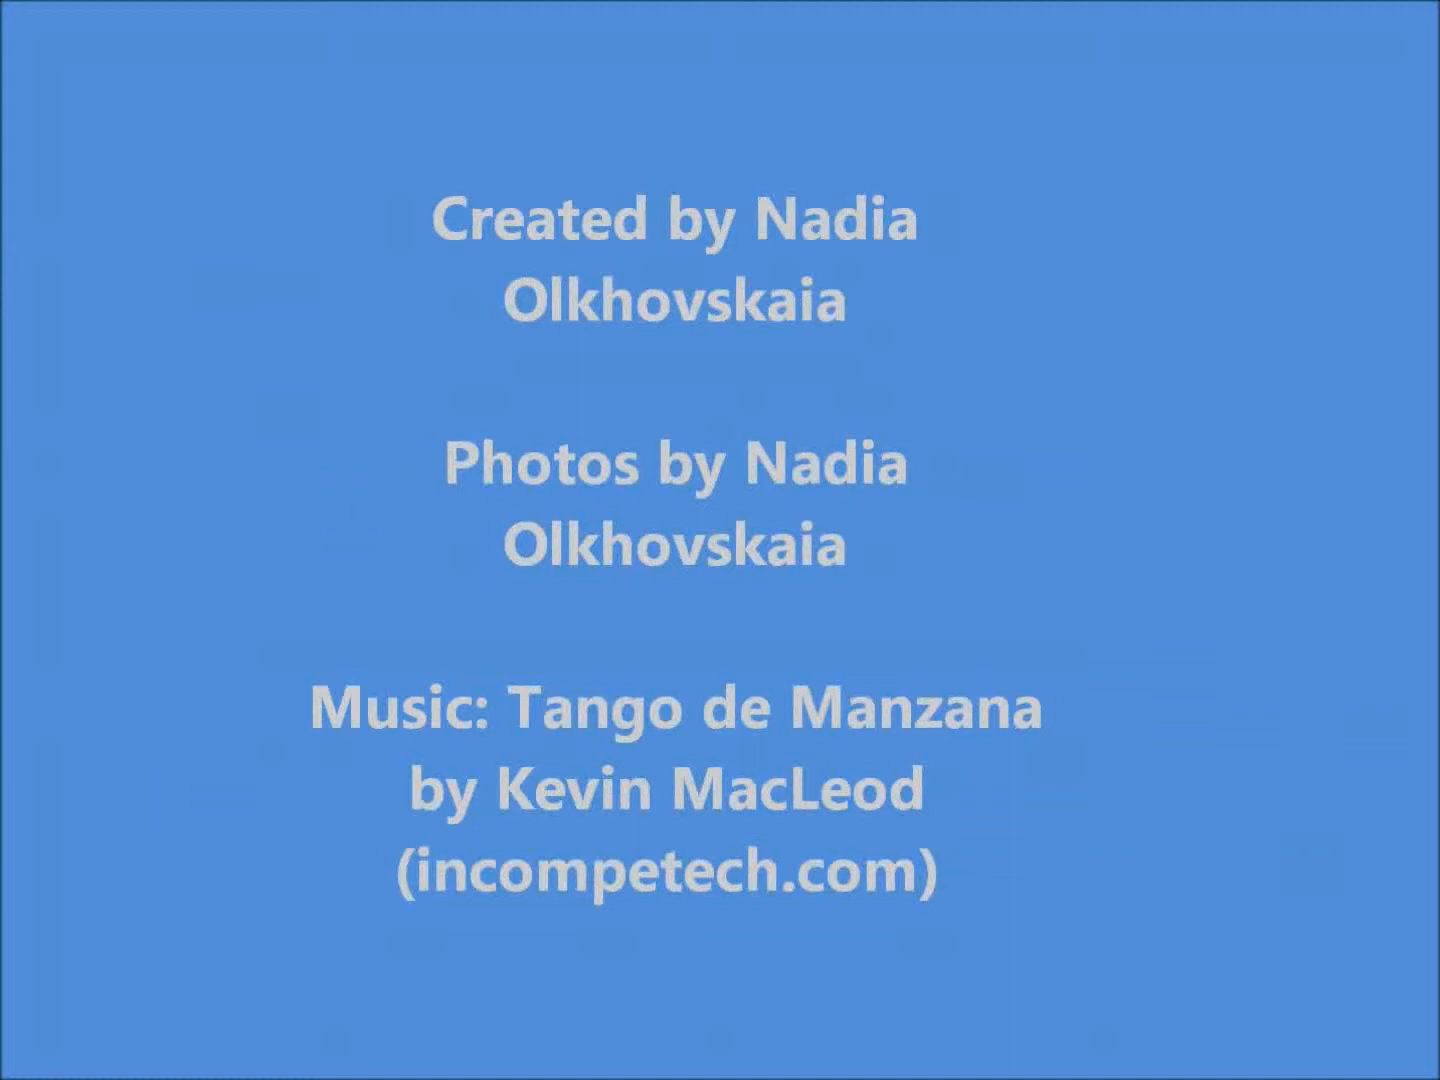 Created by Nadia
Olkhovskaia
Photos by Nadia
Olkhovskaia
Music: Tango de Manzana
by Kevin MacLeod
(incompetech.com)